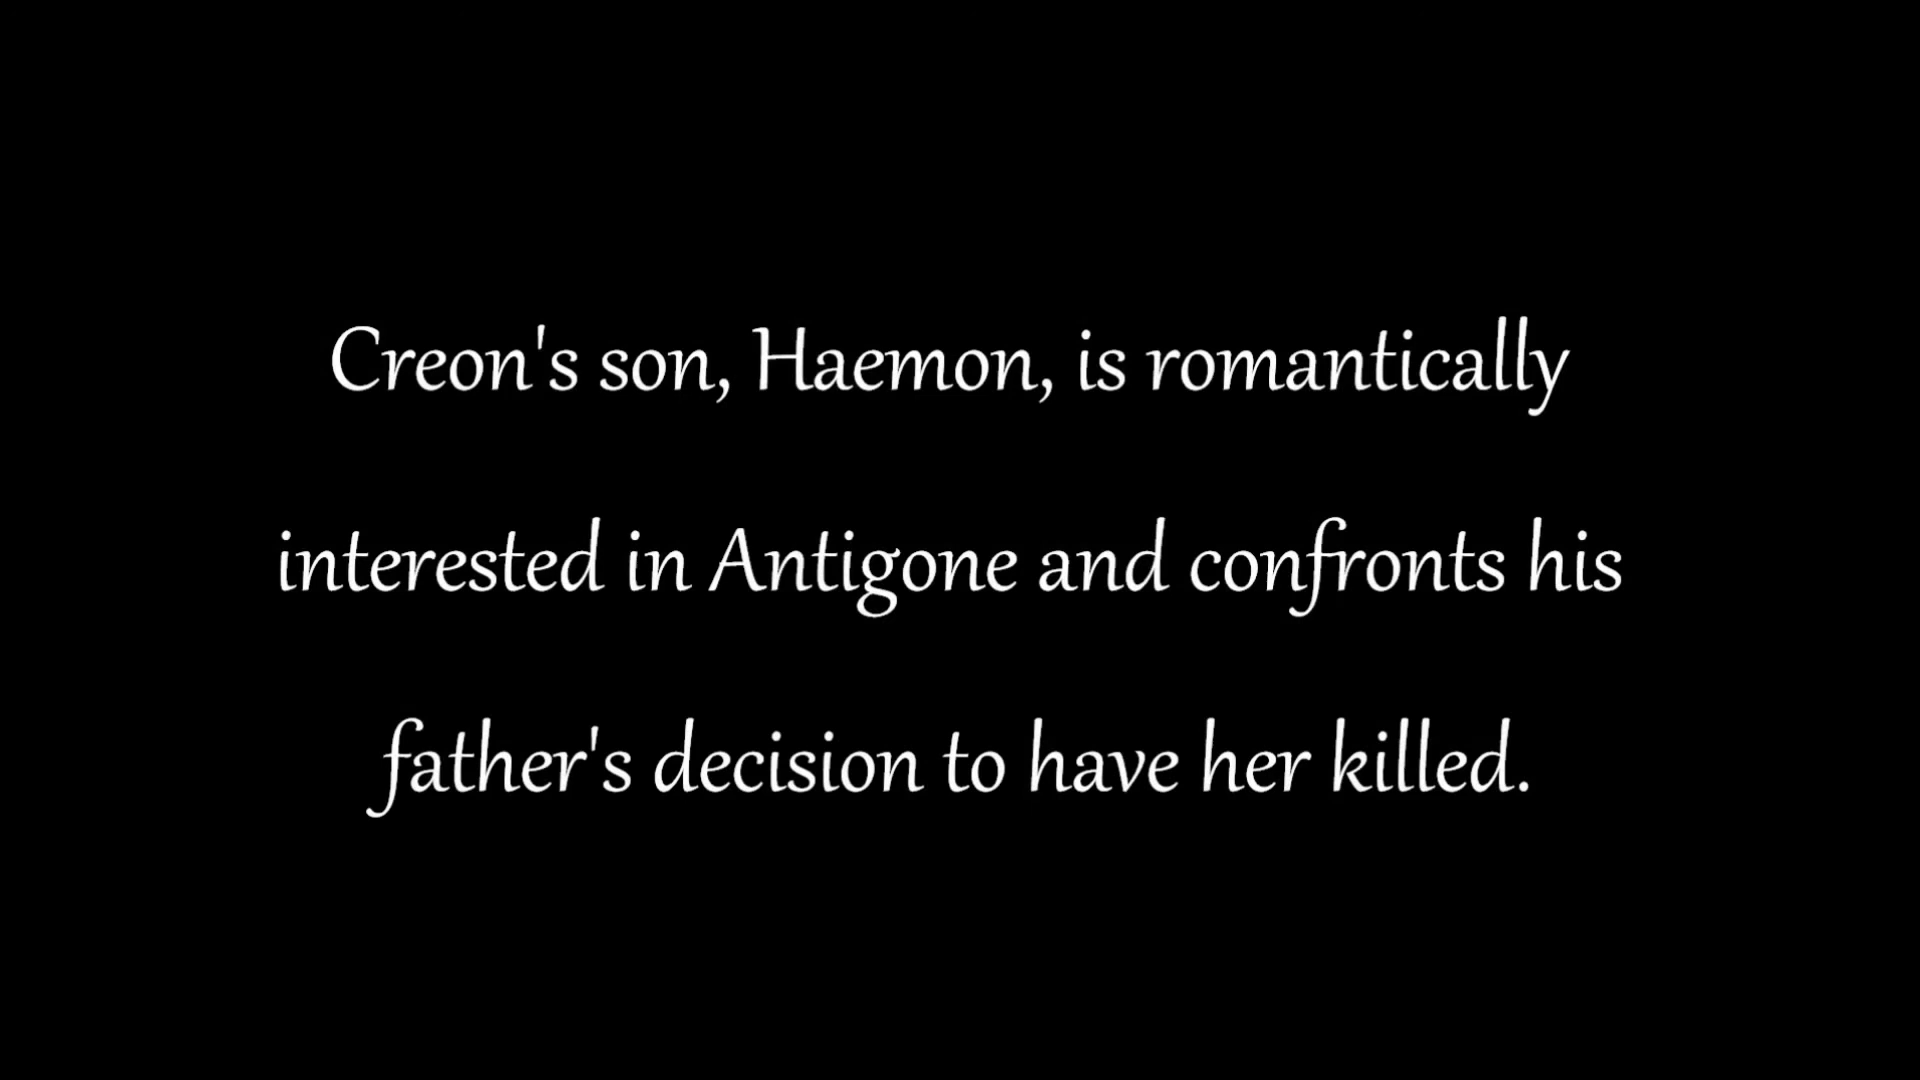 Creon's son, Haemon, is romantically
interested in Antigone and confronts his
father's decision to have her killed.